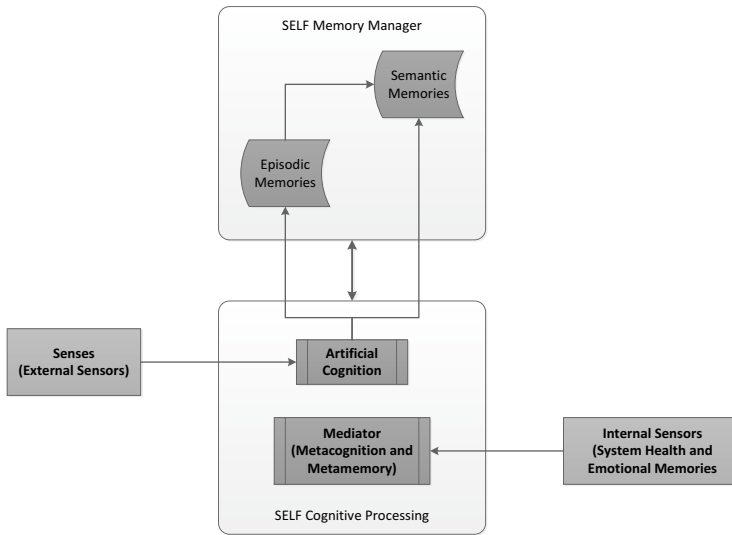 SELF Memory Manager
Semantic
Memories
Episodic
Memories
Senses
(External Sensors)
Artificial
Cognition
Mediator
(Metacognition and
Metamemory)
Internal Sensors
(System Health and
Emotional Memories
SELF Cognitive Processing